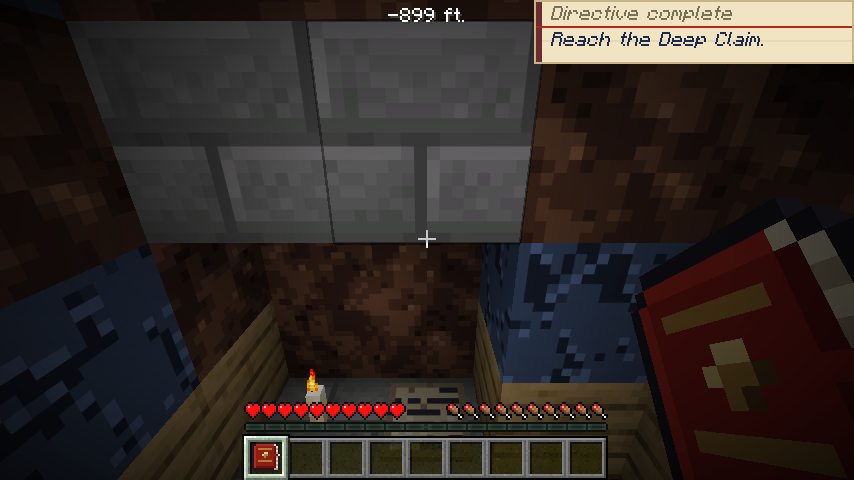 -899 ft.
Directive complete
Reach the Deep Claim.